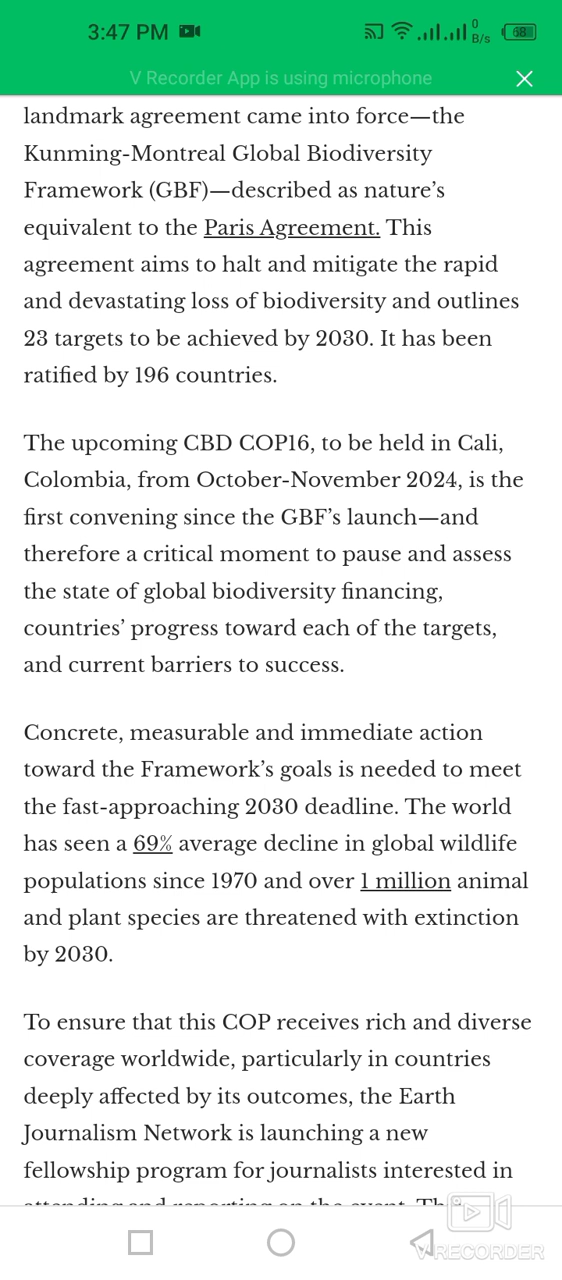 3:47 PM
0 B/s
68
V Recorder App is using microphone
landmark agreement came into force—the
Kunming-Montreal Global Biodiversity
Framework (GBF)—described as nature’s
equivalent to the Paris Agreement. This
agreement aims to halt and mitigate the rapid
and devastating loss of biodiversity and outlines
23 targets to be achieved by 2030. It has been
ratified by 196 countries.
The upcoming CBD COP16, to be held in Cali,
Colombia, from October-November 2024, is the
first convening since the GBF’s launch—and
therefore a critical moment to pause and assess
the state of global biodiversity financing,
countries’ progress toward each of the targets,
and current barriers to success.
Concrete, measurable and immediate action
toward the Framework’s goals is needed to meet
the fast-approaching 2030 deadline. The world
has seen a 69% average decline in global wildlife
populations since 1970 and over 1 million animal
and plant species are threatened with extinction
by 2030.
To ensure that this COP receives rich and diverse
coverage worldwide, particularly in countries
deeply affected by its outcomes, the Earth
Journalism Network is launching a new
fellowship program for journalists interested in
attending and reporting on the event.
V RECORDER